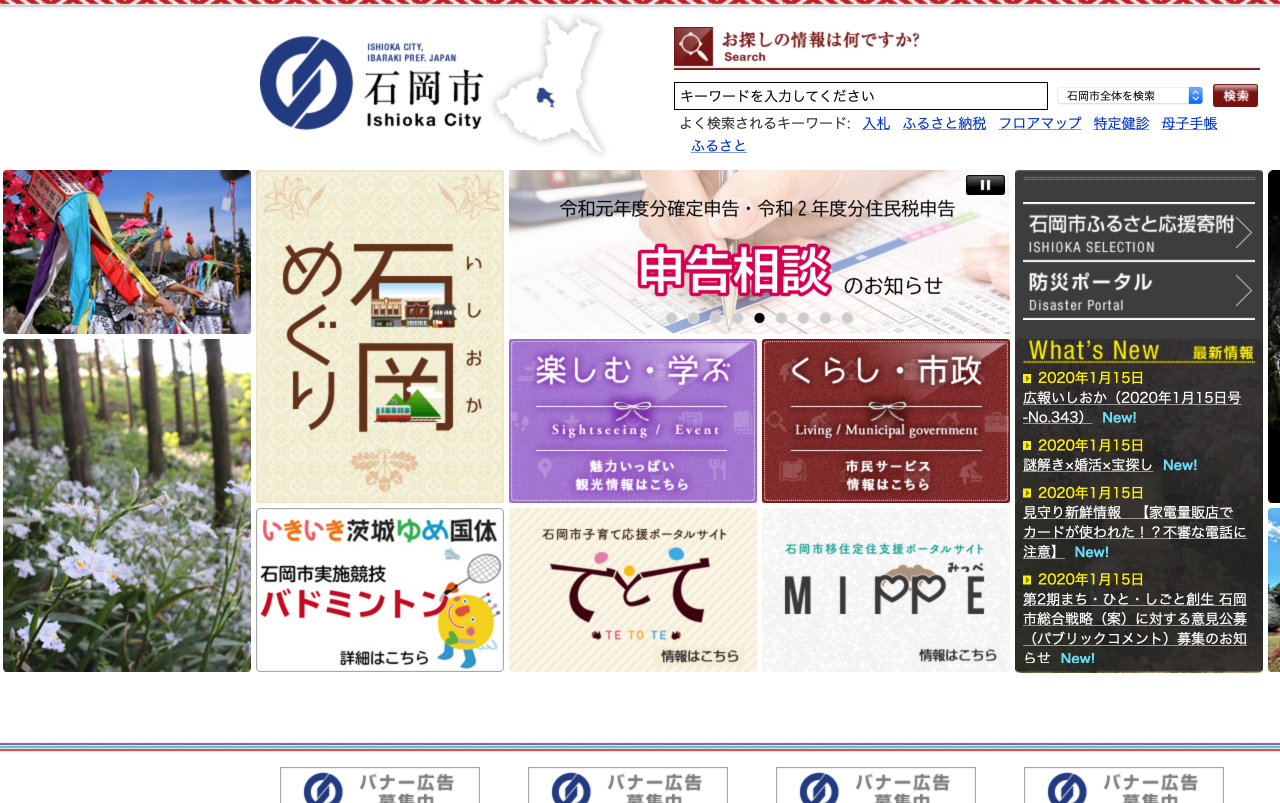 ISHIOKA CITY,
IBARAKI PREF. JAPAN
石岡市
Ishioka City
お探しの情報は何ですか?
Search
キーワードを入力してください
石岡市全体を検索
検索
よく検索されるキーワード: 入札 ふるさと納税 フロアマップ 特定健診 母子手帳
ふるさと
石岡
めぐり
いしおか
令和元年度分確定申告・令和2年度分住民税申告
申告相談のお知らせ
楽しむ・学ぶ
Sightseeing / Event
魅力いっぱい
観光情報はこちら
くらし・市政
Living / Municipal government
市民サービス
情報はこちら
いきいき茨城ゆめ国体
石岡市実施競技
バドミントン
詳細はこちら
石岡市子育て応援ポータルサイト
てとて
TE TO TE
情報はこちら
石岡市移住定住支援ポータルサイト
みっぺ
MIPPE
情報はこちら
石岡市ふるさと応援寄附
ISHIOKA SELECTION
防災ポータル
Disaster Portal
What's New 最新情報
2020年1月15日
広報いしおか（2020年1月15日号
-No.343） New!
2020年1月15日
謎解き×婚活×宝探し New!
2020年1月15日
見守り新鮮情報　【家電量販店で
カードが使われた！？不審な電話に
注意】 New!
2020年1月15日
第2期まち・ひと・しごと創生 石岡
市総合戦略（案）に対する意見公募
（パブリックコメント）募集のお知
らせ New!
バナー広告
募集中
バナー広告
募集中
バナー広告
募集中
バナー広告
募集中